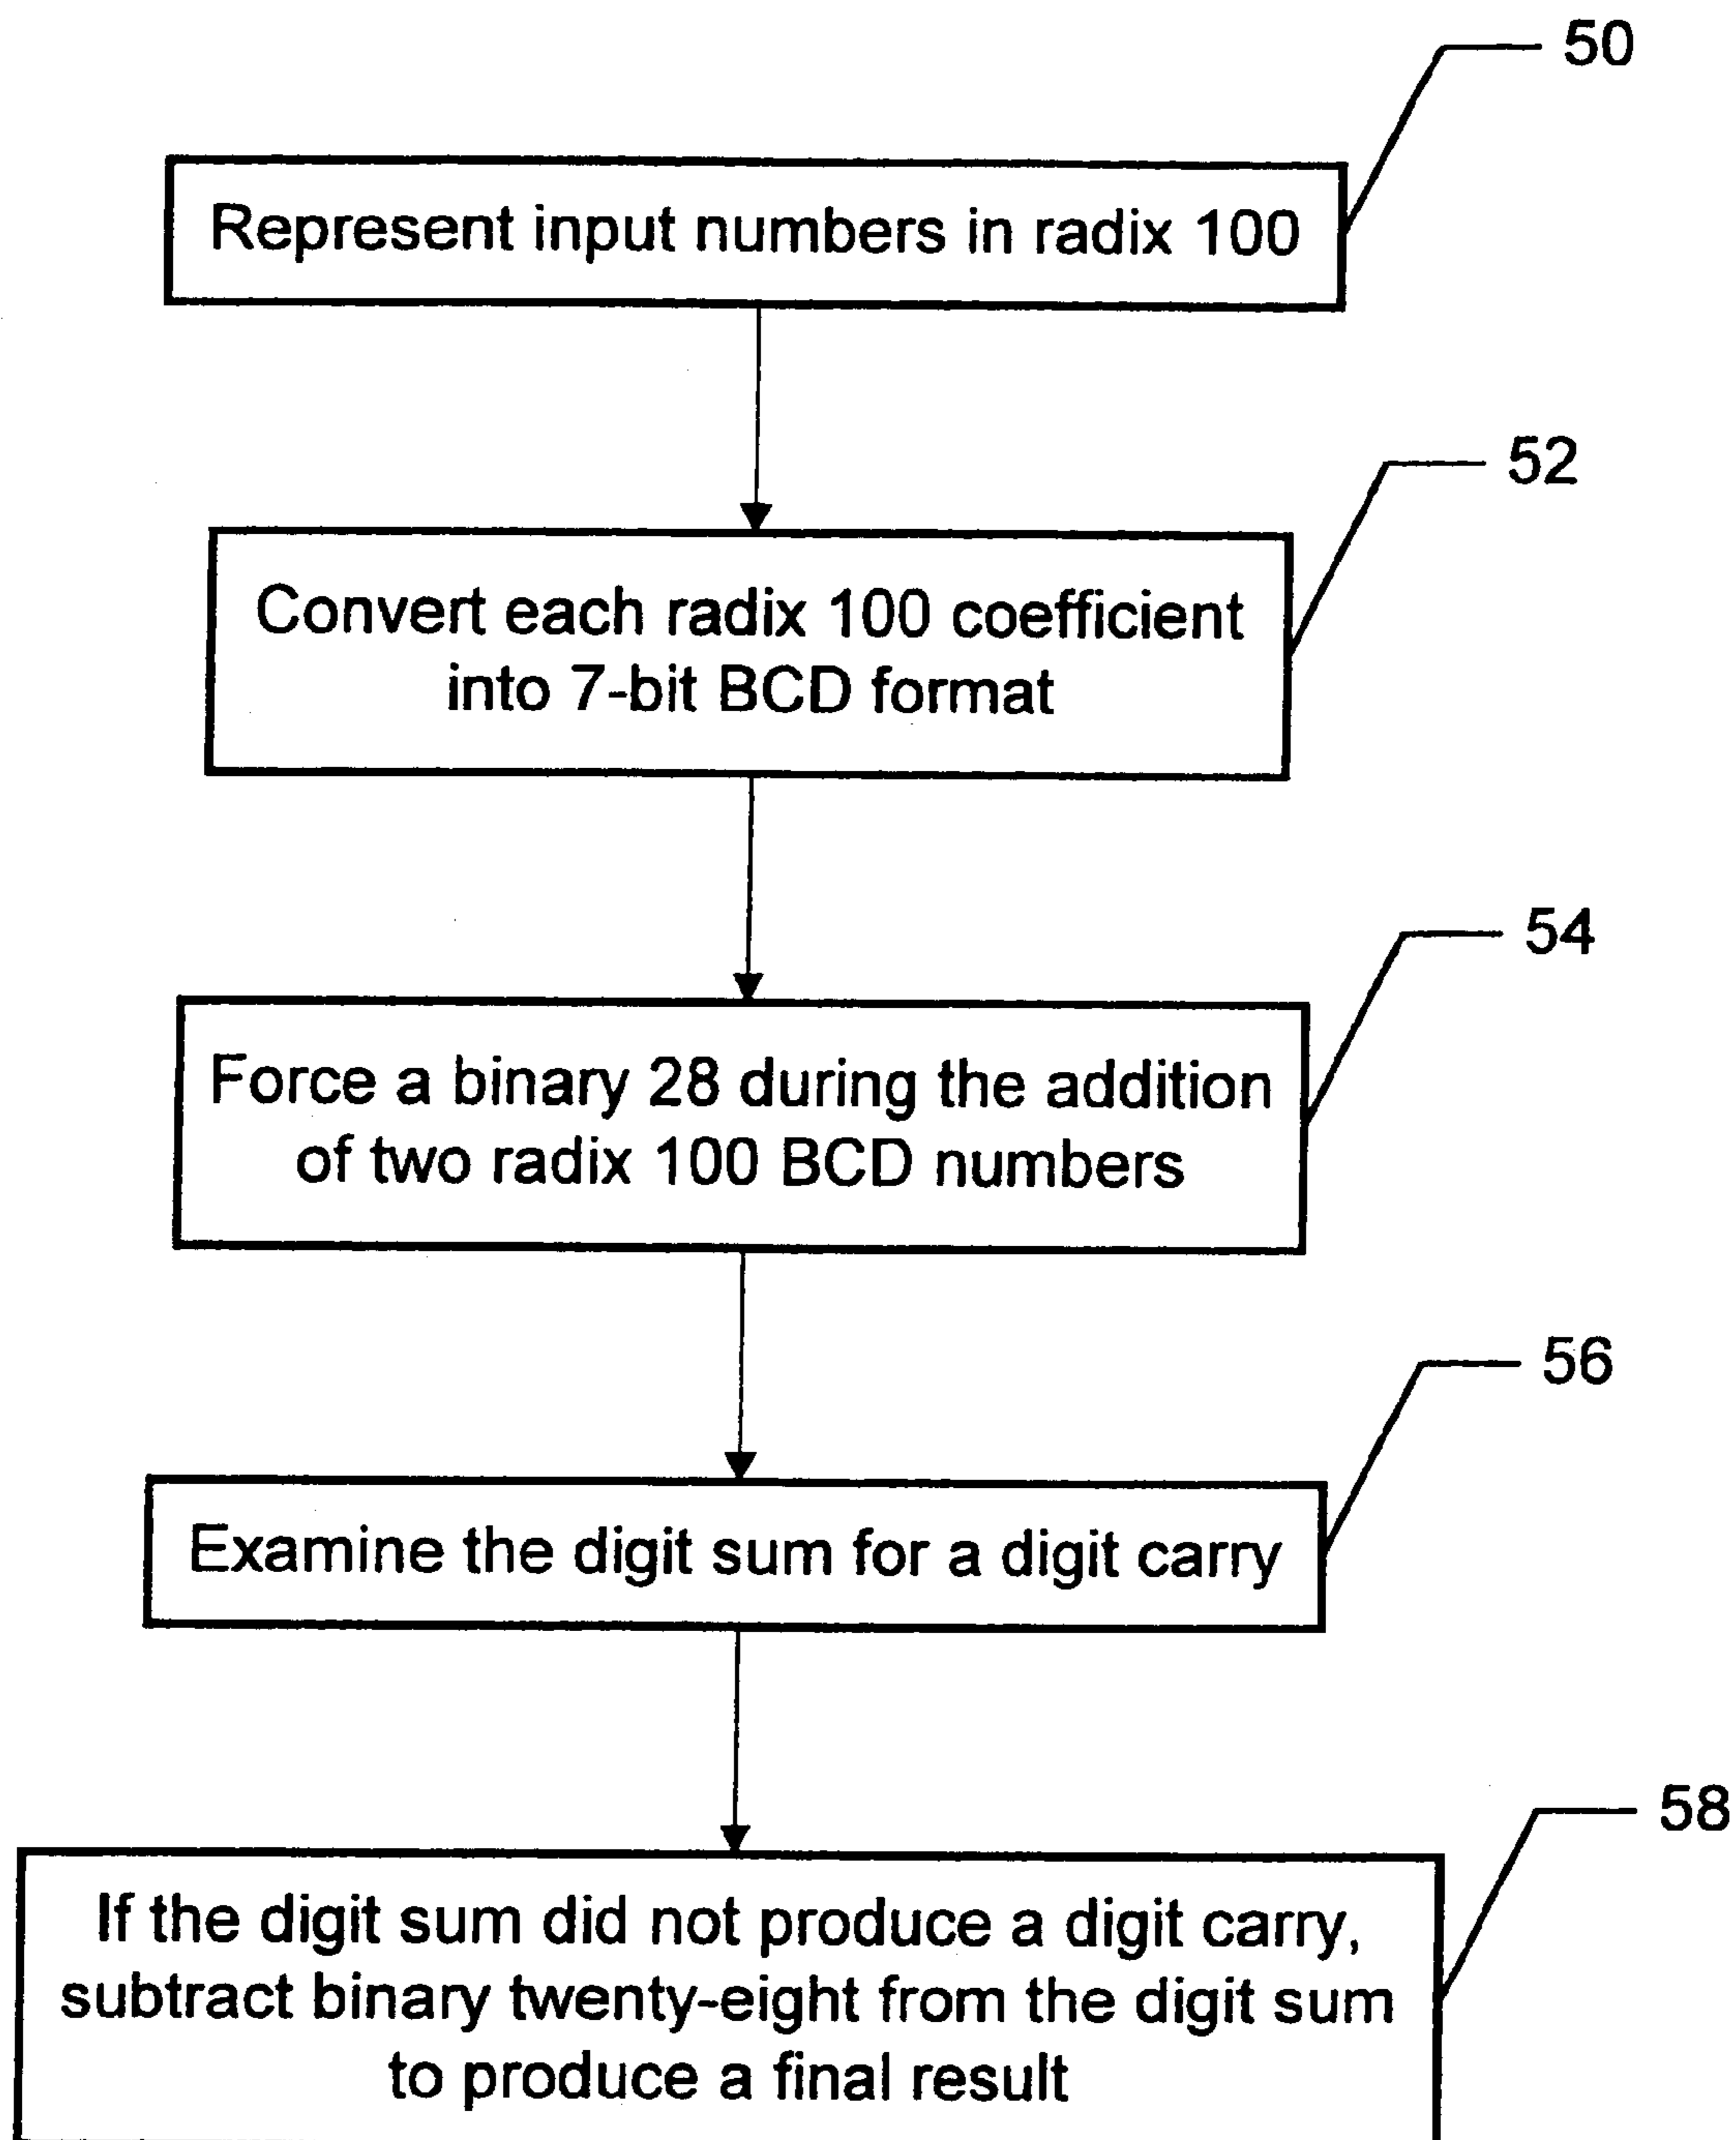 50
Represent input numbers in radix 100
52
Convert each radix 100 coefficient
into 7-bit BCD format
54
Force a binary 28 during the addition
of two radix 100 BCD numbers
56
Examine the digit sum for a digit carry
58
If the digit sum did not produce a digit carry,
subtract binary twenty-eight from the digit sum
to produce a final result